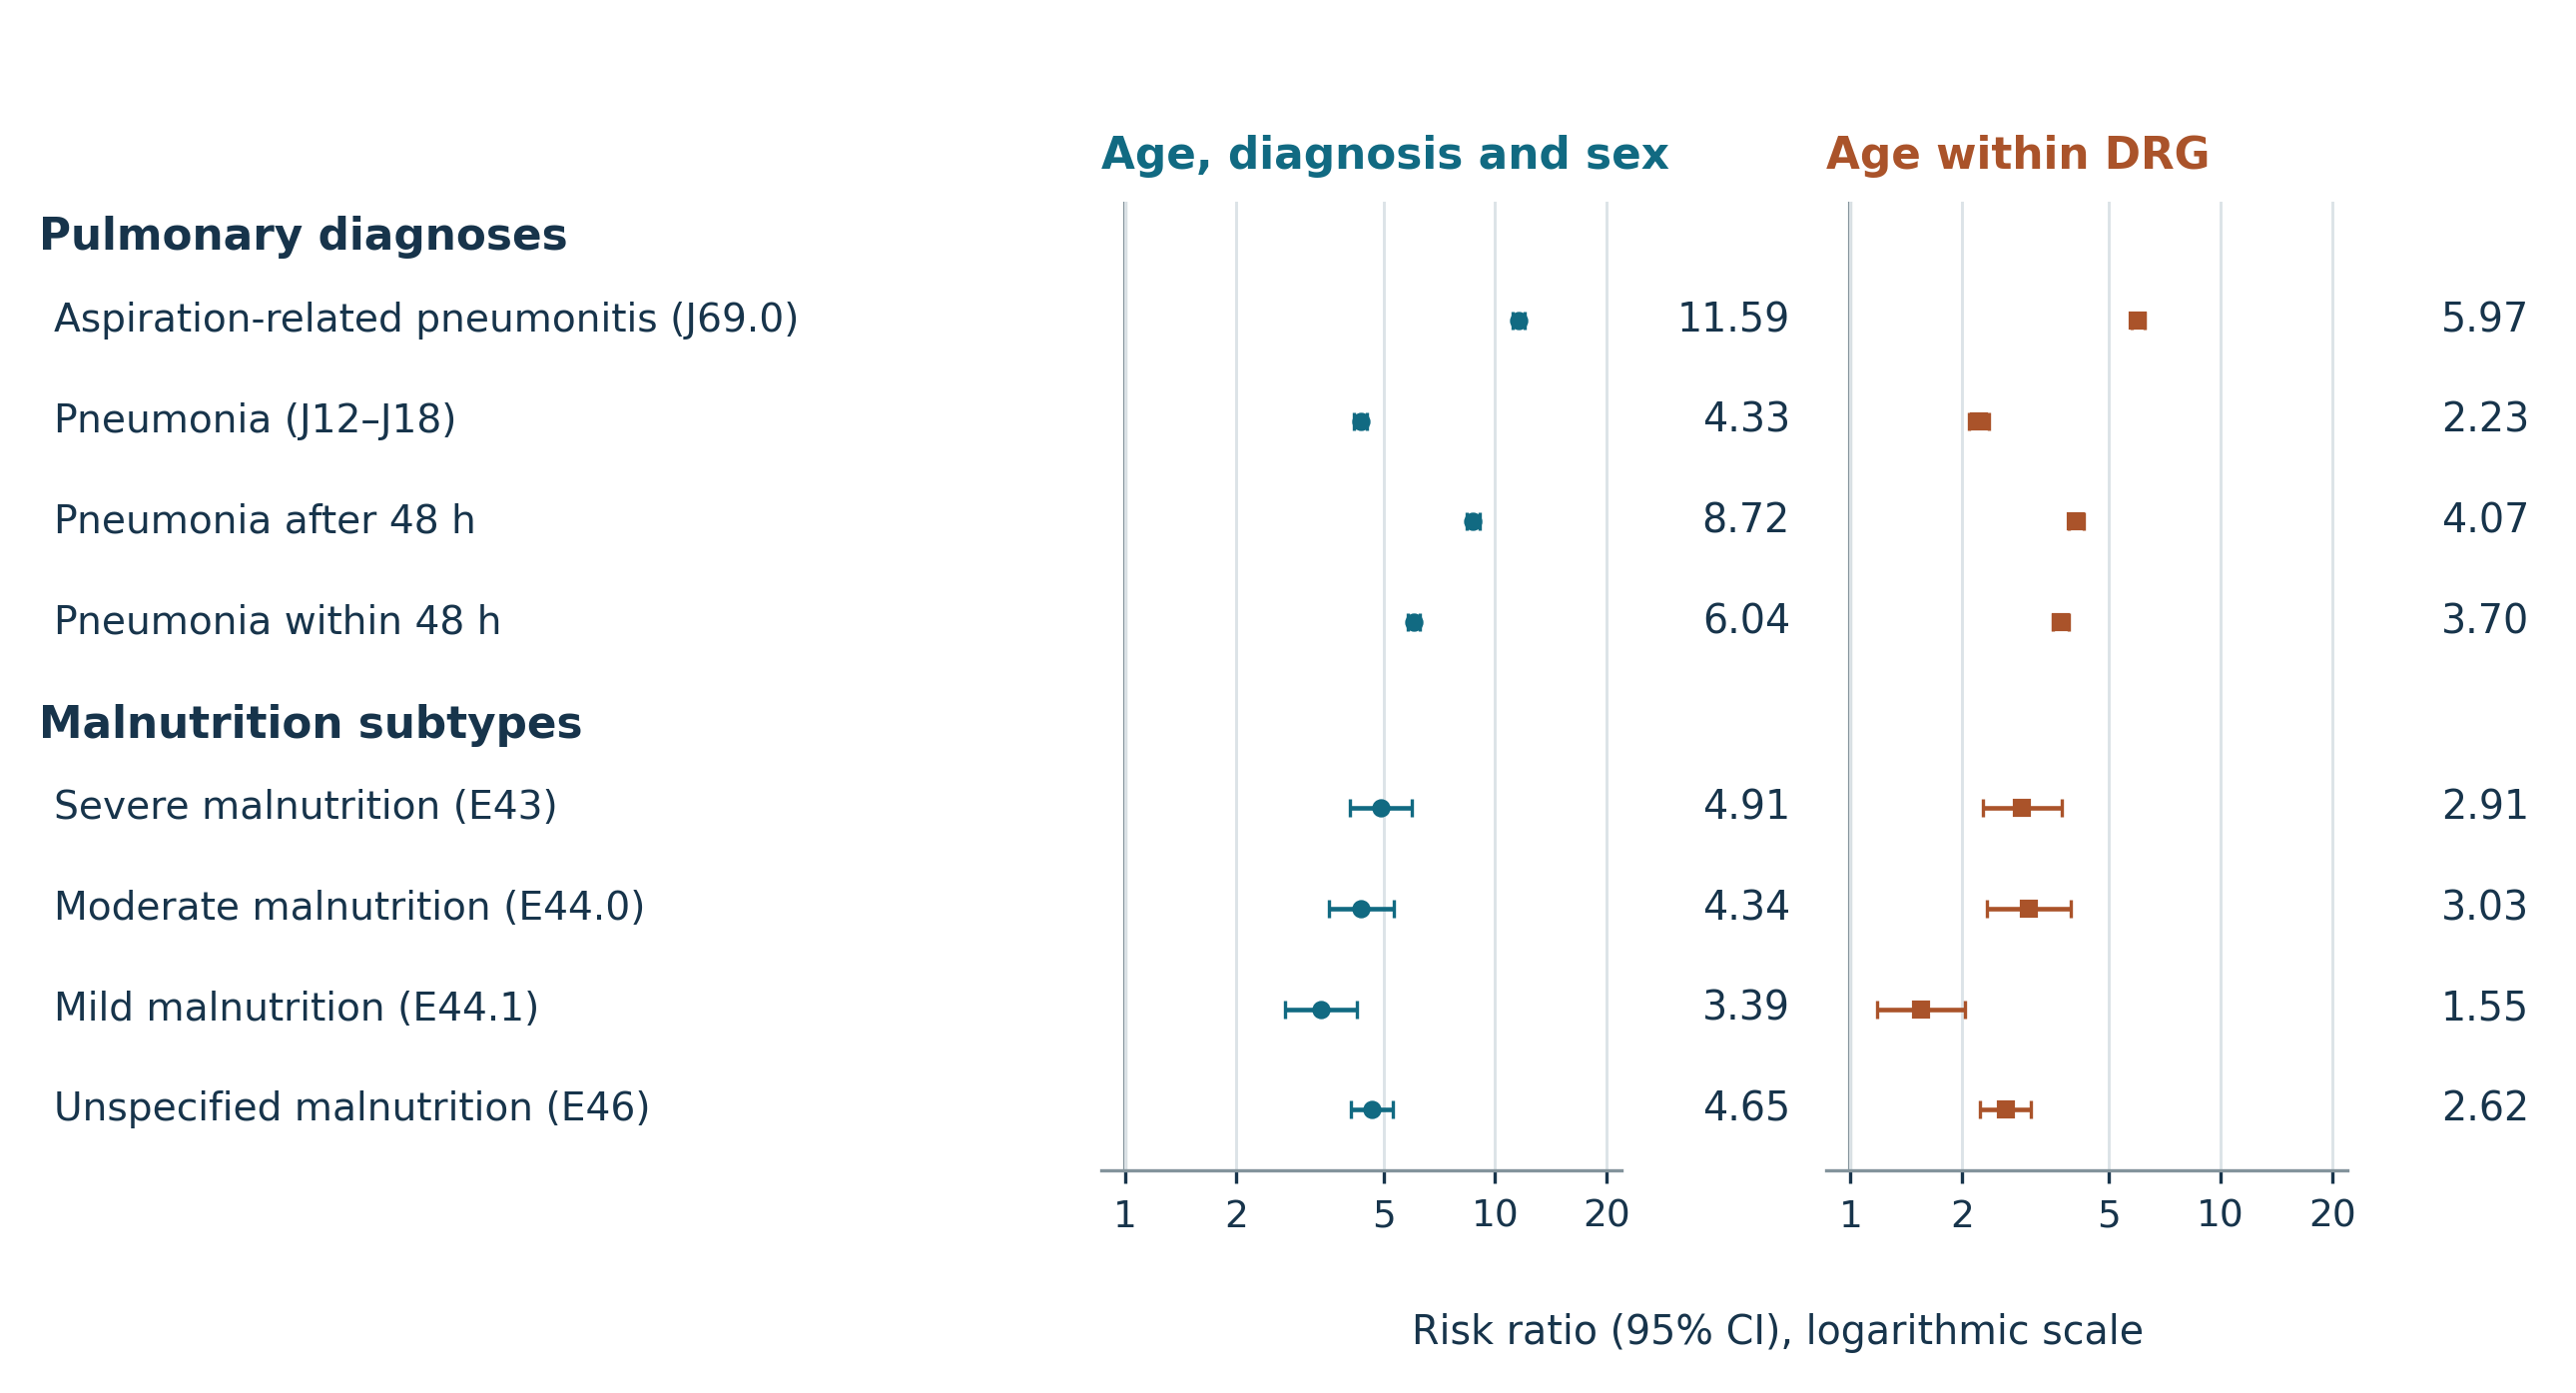 Age, diagnosis and sex Age within DRG
Pulmonary diagnoses
Aspiration-related pneumonitis (J69.0) 11.59 5.97
Pneumonia (J12–J18) 4.33 2.23
Pneumonia after 48 h 8.72 4.07
Pneumonia within 48 h 6.04 3.70
Malnutrition subtypes
Severe malnutrition (E43) 4.91 2.91
Moderate malnutrition (E44.0) 4.34 3.03
Mild malnutrition (E44.1) 3.39 1.55
Unspecified malnutrition (E46) 4.65 2.62
1 2 5 10 20 1 2 5 10 20
Risk ratio (95% CI), logarithmic scale